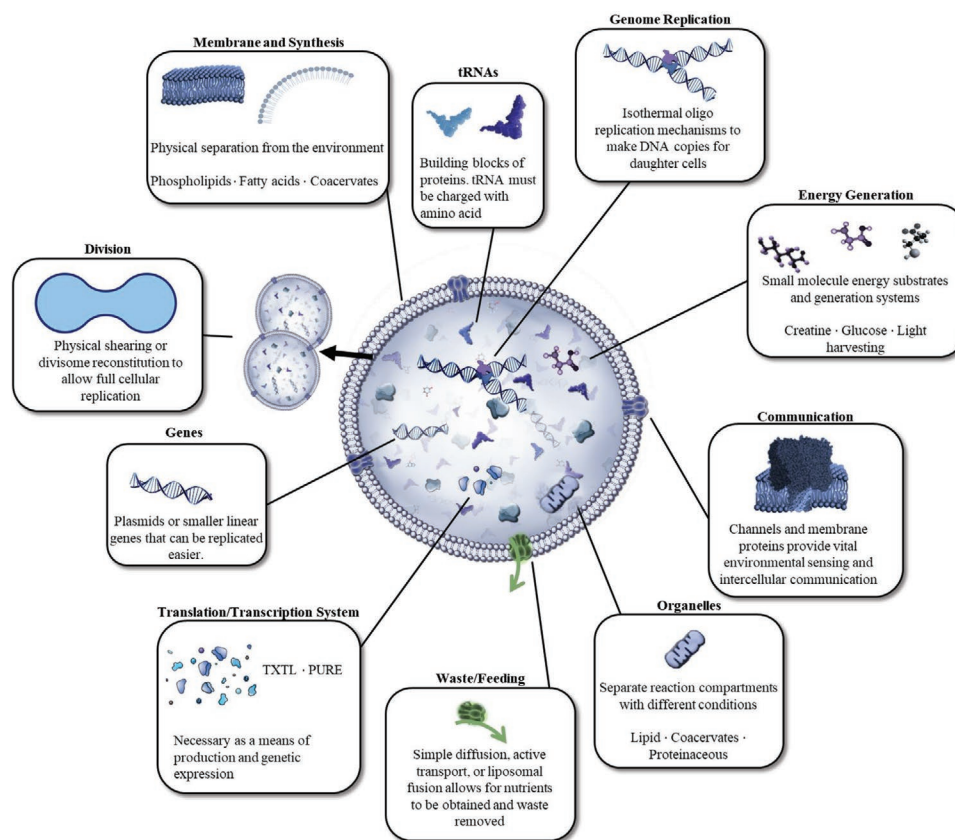 Membrane and Synthesis
Physical separation from the environment
Phospholipids · Fatty acids · Coacervates
tRNAs
Building blocks of
proteins. tRNA must
be charged with
amino acid
Genome Replication
Isothermal oligo
replication mechanisms to
make DNA copies for
daughter cells
Energy Generation
Small molecule energy substrates
and generation systems
Creatine · Glucose · Light
harvesting
Division
Physical shearing or
divisome reconstitution to
allow full cellular
replication
Genes
Plasmids or smaller linear
genes that can be replicated
easier.
Communication
Channels and membrane
proteins provide vital
environmental sensing and
intercellular communication
Translation/Transcription System
TXTL · PURE
Necessary as a means of
production and genetic
expression
Waste/Feeding
Simple diffusion, active
transport, or liposomal
fusion allows for nutrients
to be obtained and waste
removed
Organelles
Separate reaction compartments
with different conditions
Lipid · Coacervates ·
Proteinaceous